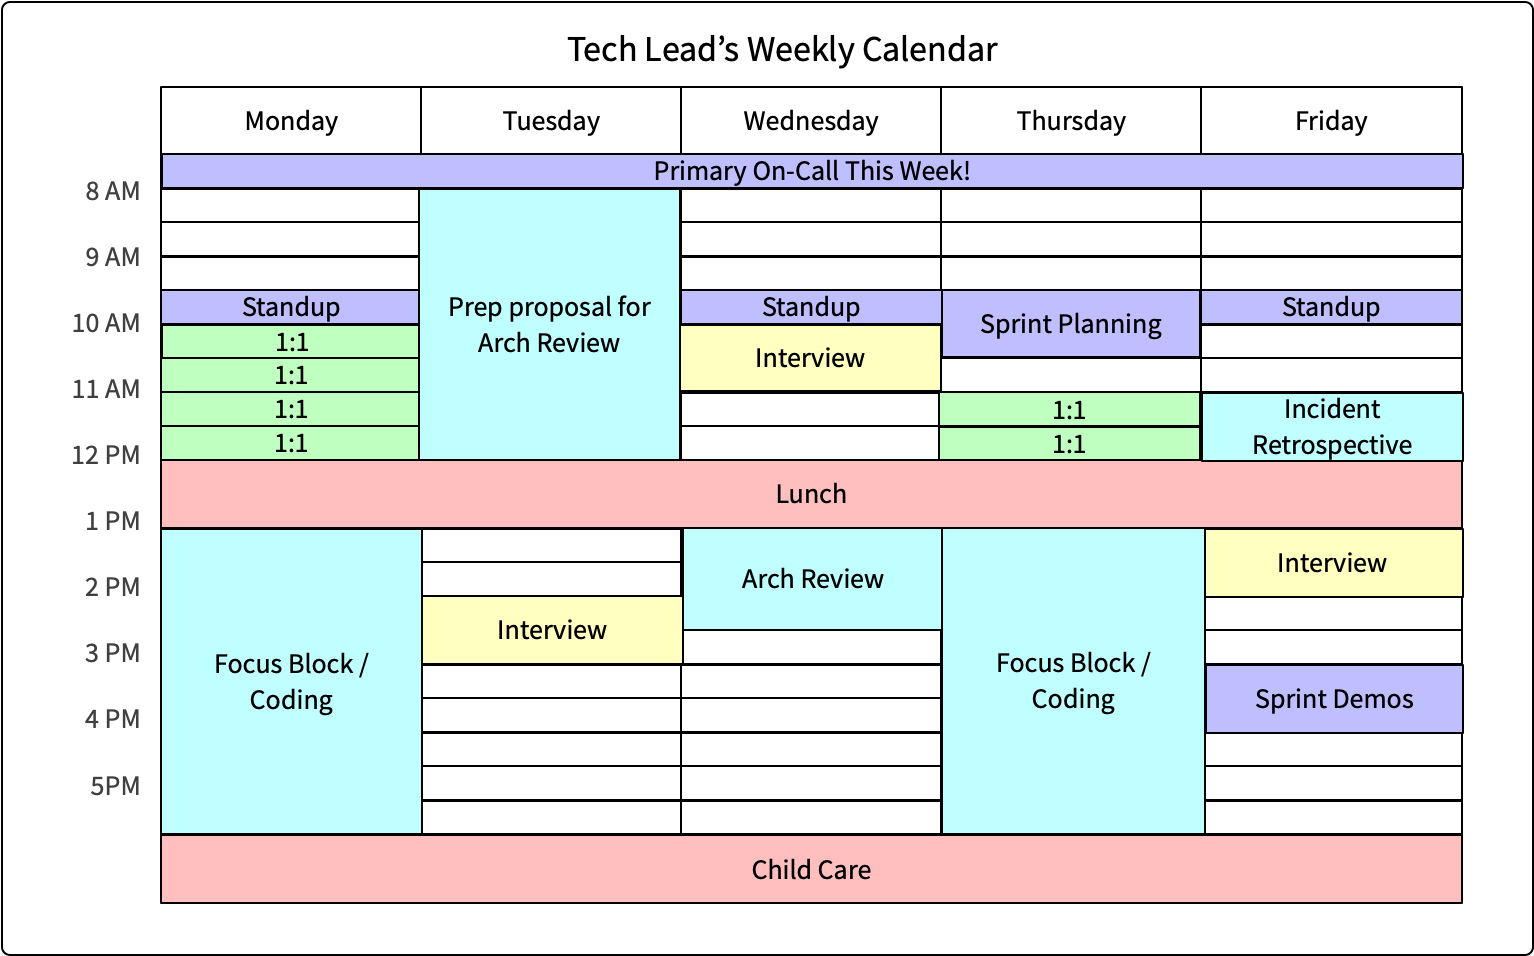 Tech Lead’s Weekly Calendar
Monday
Tuesday
Wednesday
Thursday
Friday
Primary On-Call This Week!
8 AM
9 AM
Standup
Prep proposal for
Arch Review
Standup
Sprint Planning
Standup
10 AM
1:1
Interview
1:1
11 AM
1:1
1:1
Incident
Retrospective
1:1
1:1
12 PM
Lunch
1 PM
Focus Block /
Coding
Arch Review
Focus Block /
Coding
Interview
2 PM
Interview
3 PM
Sprint Demos
4 PM
5PM
Child Care